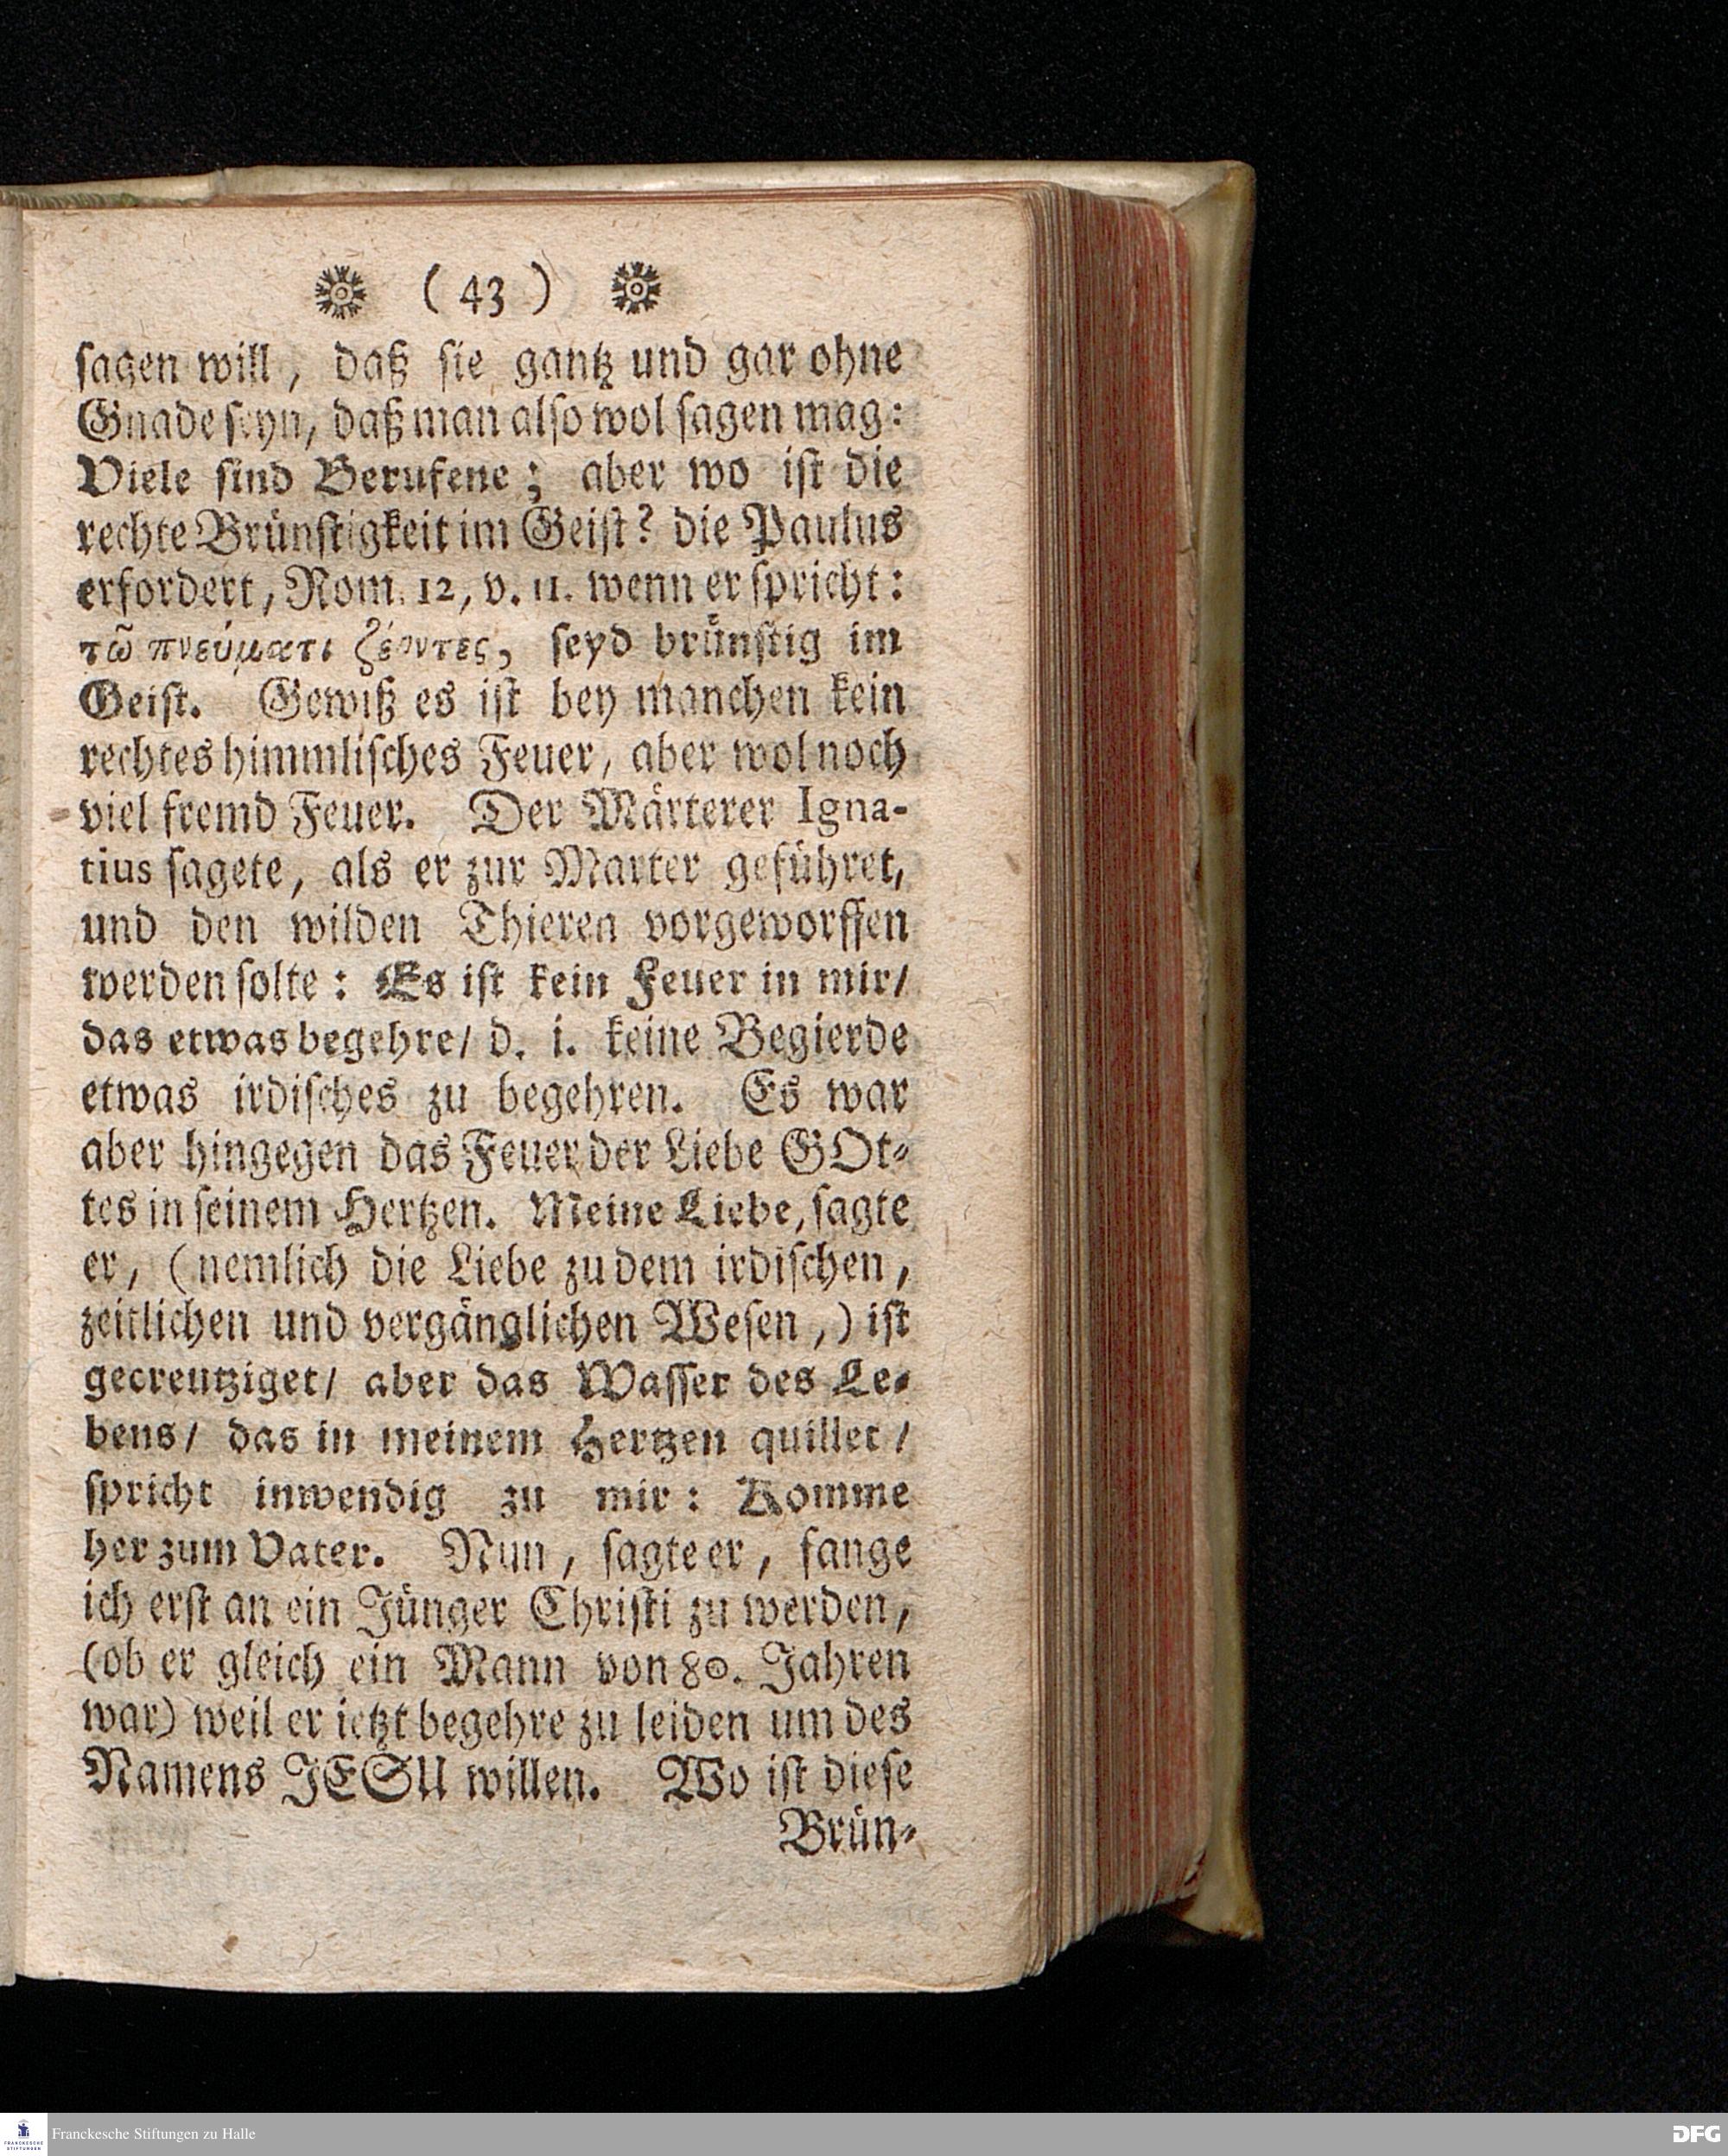 ( 43 )
sagen will, daß sie gantz und gar ohne
Gnade seyn, daß man also wol sagen mag:
Viele sind Berufene; aber wo ist die
rechte Brünstigkeit im Geist? die Paulus
erfordert, Rom. 12, v. 11. wenn er spricht:
τῶ πνεύματι ζέοντες, seyd brünstig im
Geist. Gewiß es ist bey manchen kein
rechtes himmlisches Feuer, aber wol noch
viel fremd Feuer. Der Märterer Igna-
tius sagete, als er zur Marter geführet,
und den wilden Thieren vorgeworffen
werden solte: Es ist kein Feuer in mir/
das etwas begehre/ d. i. keine Begierde
etwas irdisches zu begehren. Es war
aber hingegen das Feuer der Liebe GOt-
tes in seinem Hertzen. Meine Liebe, sagte
er, (nemlich die Liebe zu dem irdischen,
zeitlichen und vergänglichen Wesen,) ist
gecreutziget/ aber das Wasser des Le-
bens/ das in meinem Hertzen quillet/
spricht inwendig zu mir: Komme
her zum Vater. Nun, sagte er, fange
ich erst an ein Jünger Christi zu werden,
(ob er gleich ein Mann von 80. Jahren
war) weil er ietzt begehre zu leiden um des
Namens JESU willen. Wo ist diese
Brün-
FRANCKESCHE
STIFTUNGEN
Franckesche Stiftungen zu Halle
DFG